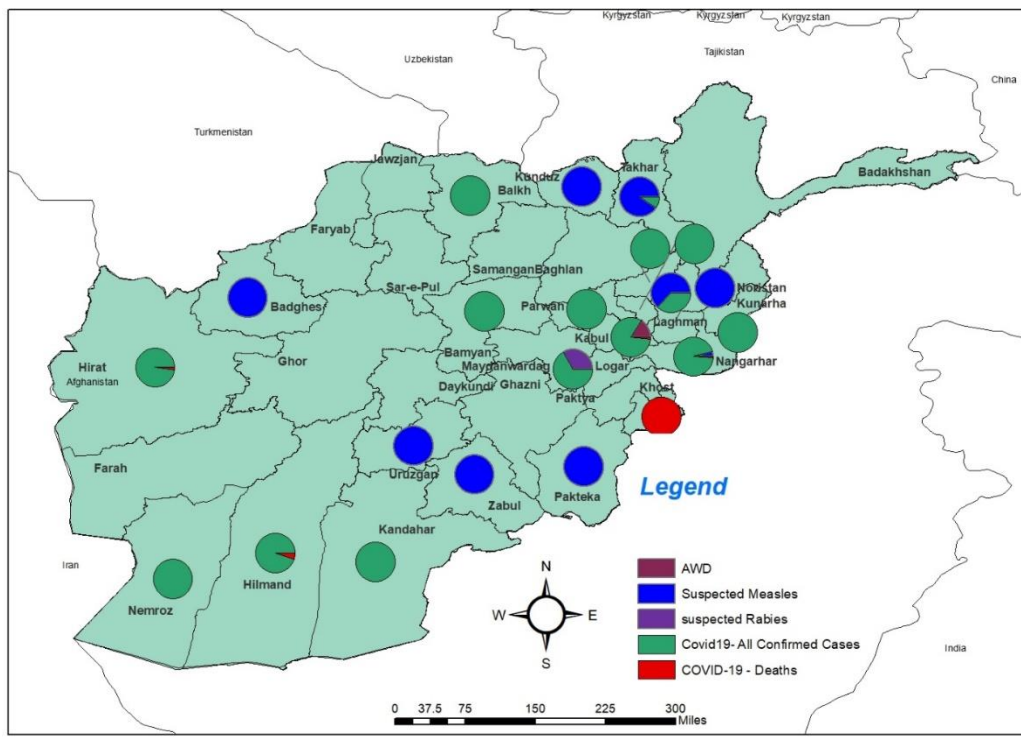 Kyrgyzstan Kyrgyzstan
Kyrgyzstan
Uzbekistan
Tajikistan
China
Turkmenistan
Jawzjan
Takhar
Kunduz
Balkh
Badakhshan
Faryab
Samangan Baghlan
Sar-e-Pul
Noristan
Kunarha
Badghes
Parwan
Laghman
Kabul
Bamyan
Ghor
Nangarhar
Hirat
Maydanwardag
Logar
Afghanistan
Daykundi
Ghazni
Khost
Paktya
Farah
Uruzgan
Pakteka
Legend
Zabul
Kandahar
Iran
Hilmand
Nemroz
N
W E
S
AWD
Suspected Measles
suspected Rabies
Covid19- All Confirmed Cases
COVID-19 - Deaths
India
0 37.5 75 150 225 300
Miles